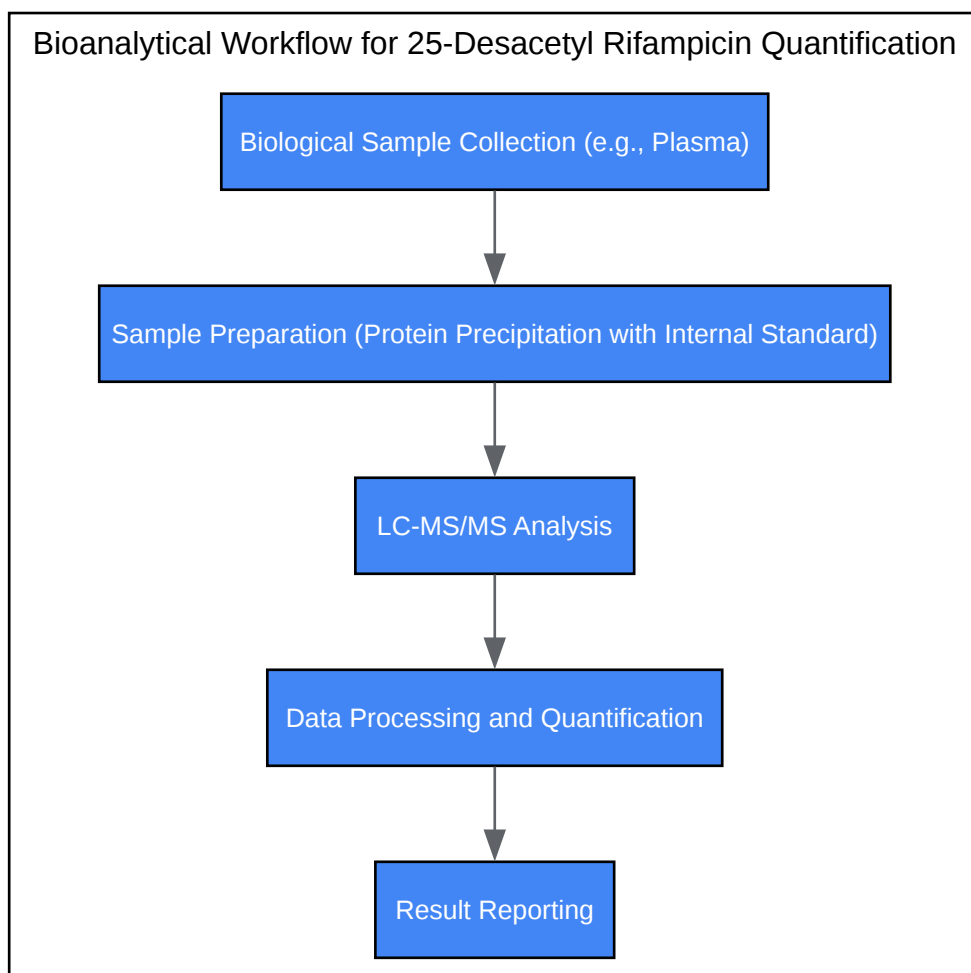 Bioanalytical Workflow for 25-Desacetyl Rifampicin Quantification
Biological Sample Collection (e.g., Plasma)
Sample Preparation (Protein Precipitation with Internal Standard)
LC-MS/MS Analysis
Data Processing and Quantification
Result Reporting